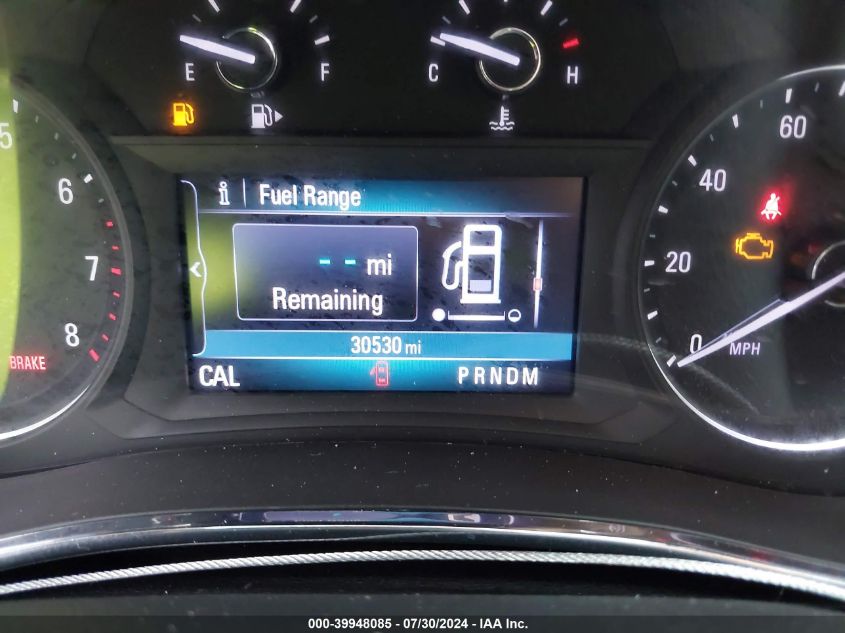 E F C H
5 6 7 8
BRAKE
i Fuel Range
-- mi
Remaining
30530 mi
CAL PRNDM
60
40
20
0
MPH
000-39948085 / 07/30/2024 - IAA Inc.